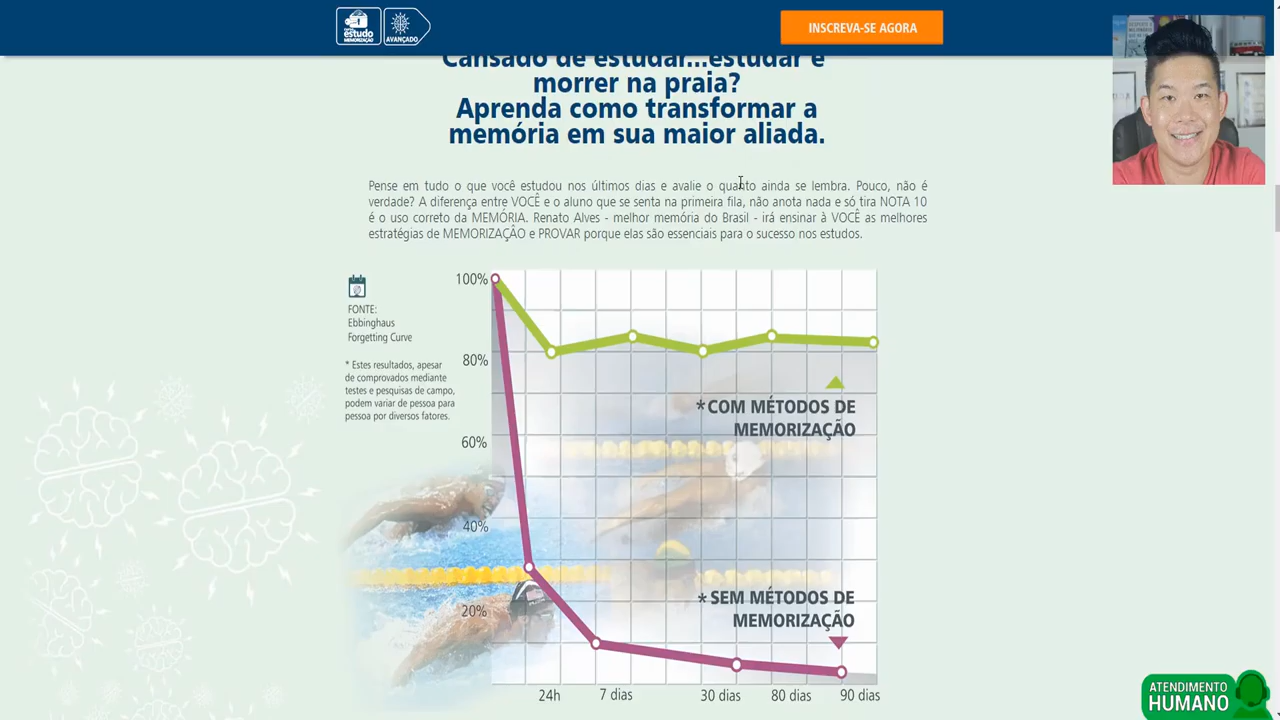 estudo
MEMORIZAÇÃO
AVANÇADO
INSCREVA-SE AGORA
Cansado de estudar...estudar e
morrer na praia?
Aprenda como transformar a
memória em sua maior aliada.
Pense em tudo o que você estudou nos últimos dias e avalie o quanto ainda se lembra. Pouco, não é
verdade? A diferença entre VOCÊ e o aluno que se senta na primeira fila, não anota nada e só tira NOTA 10
é o uso correto da MEMÓRIA. Renato Alves - melhor memória do Brasil - irá ensinar à VOCÊ as melhores
estratégias de MEMORIZAÇÃO e PROVAR porque elas são essenciais para o sucesso nos estudos.
FONTE:
Ebbinghaus
Forgetting Curve
* Estes resultados, apesar
de comprovados mediante
testes e pesquisas de campo,
podem variar de pessoa para
pessoa por diversos fatores.
100%
80%
60%
40%
20%
*COM MÉTODOS DE
MEMORIZAÇÃO
*SEM MÉTODOS DE
MEMORIZAÇÃO
24h
7 dias
30 dias
80 dias
90 dias
ATENDIMENTO
HUMANO